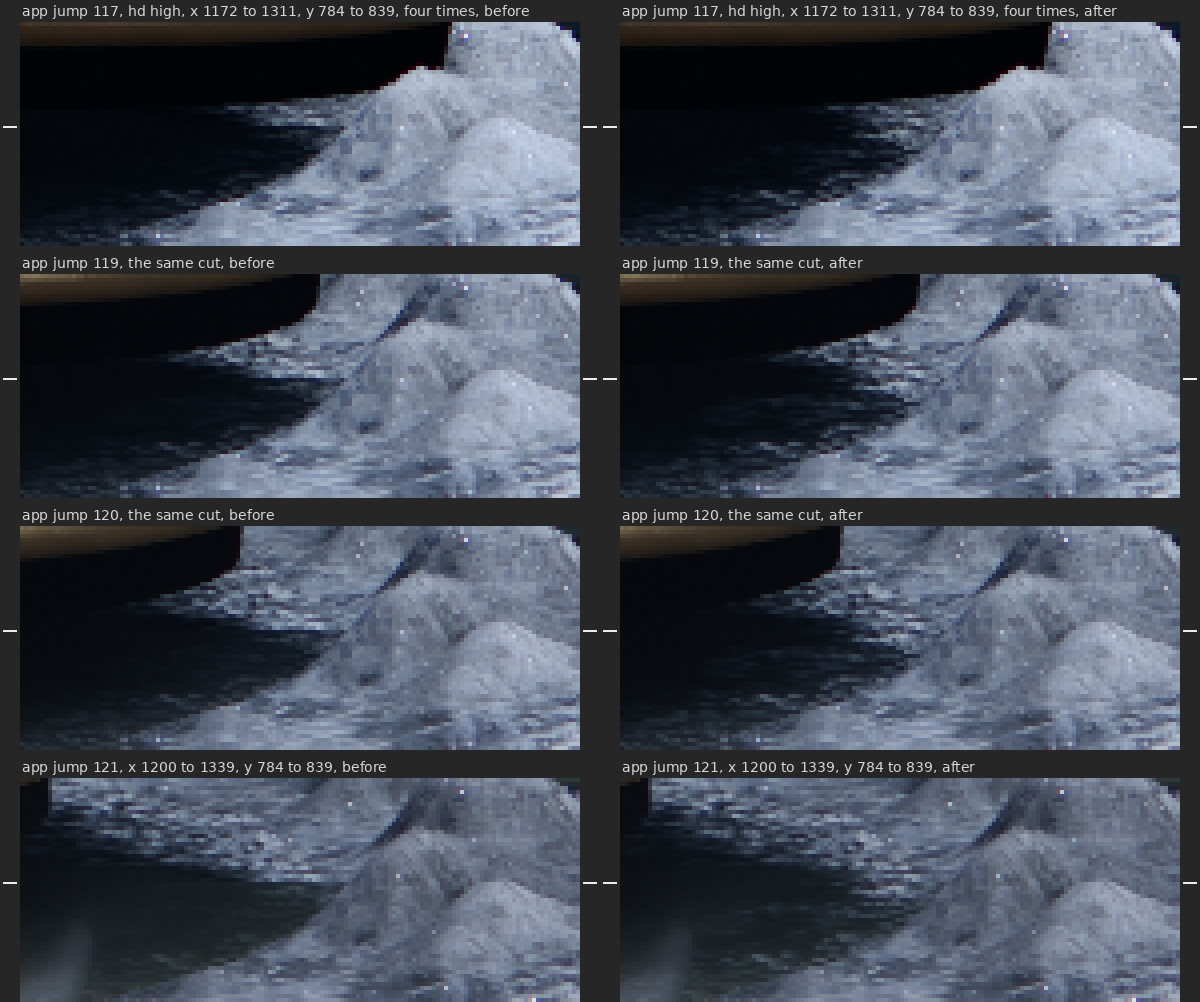 app jump 117, hd high, x 1172 to 1311, y 784 to 839, four times, before
app jump 117, hd high, x 1172 to 1311, y 784 to 839, four times, after
app jump 119, the same cut, before
app jump 119, the same cut, after
app jump 120, the same cut, before
app jump 120, the same cut, after
app jump 121, x 1200 to 1339, y 784 to 839, before
app jump 121, x 1200 to 1339, y 784 to 839, after